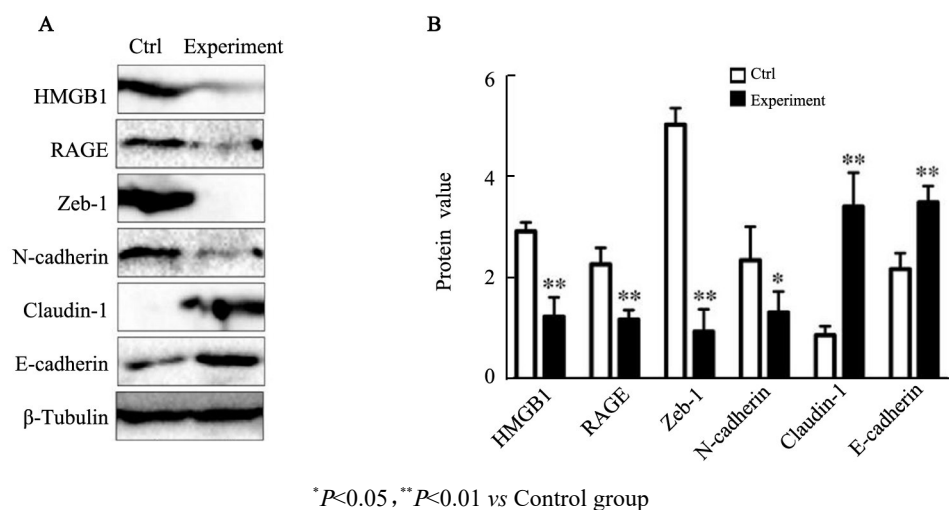 A
Ctrl Experiment
HMGB1
RAGE
Zeb-1
N-cadherin
Claudin-1
E-cadherin
β-Tubulin
B
Ctrl
Experiment
Protein value
6
4
2
0
** ** ** * ** **
HMGB1
RAGE
Zeb-1
N-cadherin
Claudin-1
E-cadherin
*P<0.05,**P<0.01 vs Control group